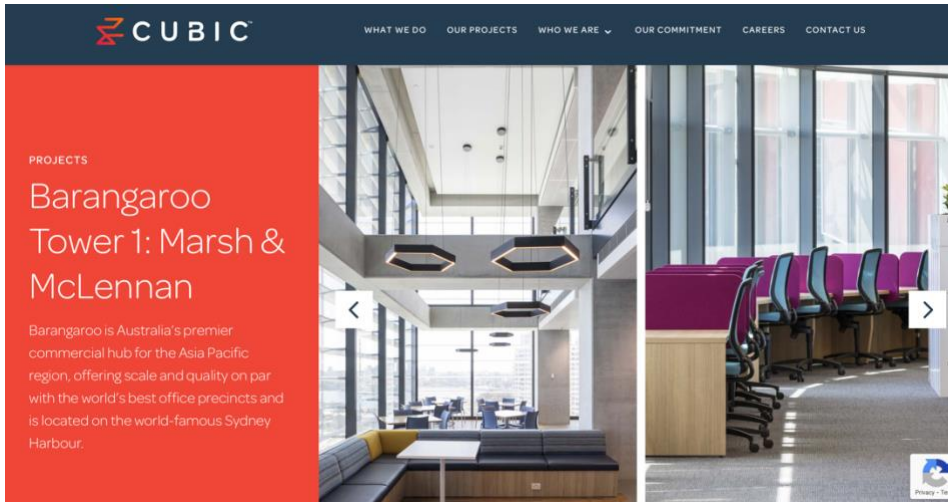 CUBIC™
WHAT WE DO
OUR PROJECTS
WHO WE ARE
OUR COMMITMENT
CAREERS
CONTACT US
PROJECTS
Barangaroo
Tower 1: Marsh &
McLennan
Barangaroo is Australia's premier
commercial hub for the Asia Pacific
region, offering scale and quality on par
with the world's best office precincts and
is located on the world-famous Sydney
Harbour.
Privacy -